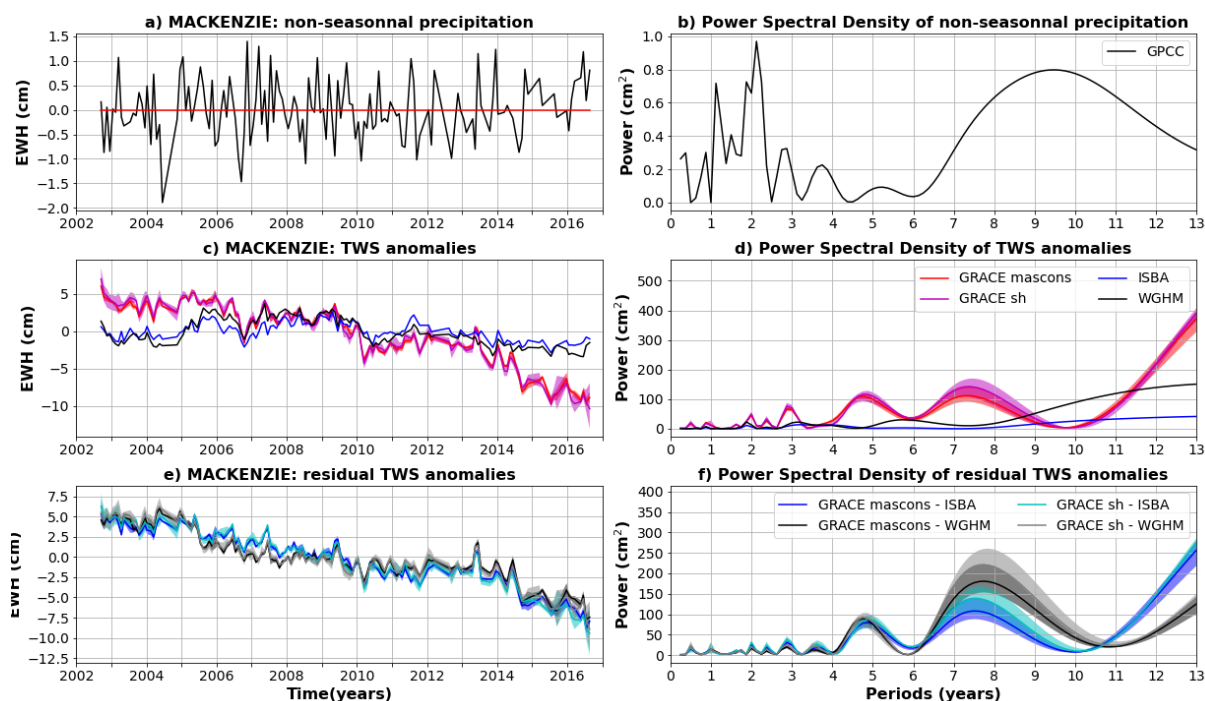 a) MACKENZIE: non-seasonnal precipitation
EWH (cm)
1.5
1.0
0.5
0.0
−0.5
−1.0
−1.5
−2.0
2002 2004 2006 2008 2010 2012 2014 2016
b) Power Spectral Density of non-seasonnal precipitation
Power (cm²)
1.0
0.8
0.6
0.4
0.2
0.0
GPCC
0 1 2 3 4 5 6 7 8 9 10 11 12 13
c) MACKENZIE: TWS anomalies
EWH (cm)
5
0
−5
−10
2002 2004 2006 2008 2010 2012 2014 2016
d) Power Spectral Density of TWS anomalies
Power (cm²)
500
400
300
200
100
0
GRACE mascons
GRACE sh
ISBA
WGHM
0 1 2 3 4 5 6 7 8 9 10 11 12 13
e) MACKENZIE: residual TWS anomalies
EWH (cm)
7.5
5.0
2.5
0.0
−2.5
−5.0
−7.5
−10.0
−12.5
2002 2004 2006 2008 2010 2012 2014 2016
Time(years)
f) Power Spectral Density of residual TWS anomalies
Power (cm²)
400
350
300
250
200
150
100
50
0
GRACE mascons - ISBA
GRACE mascons - WGHM
GRACE sh - ISBA
GRACE sh - WGHM
0 1 2 3 4 5 6 7 8 9 10 11 12 13
Periods (years)